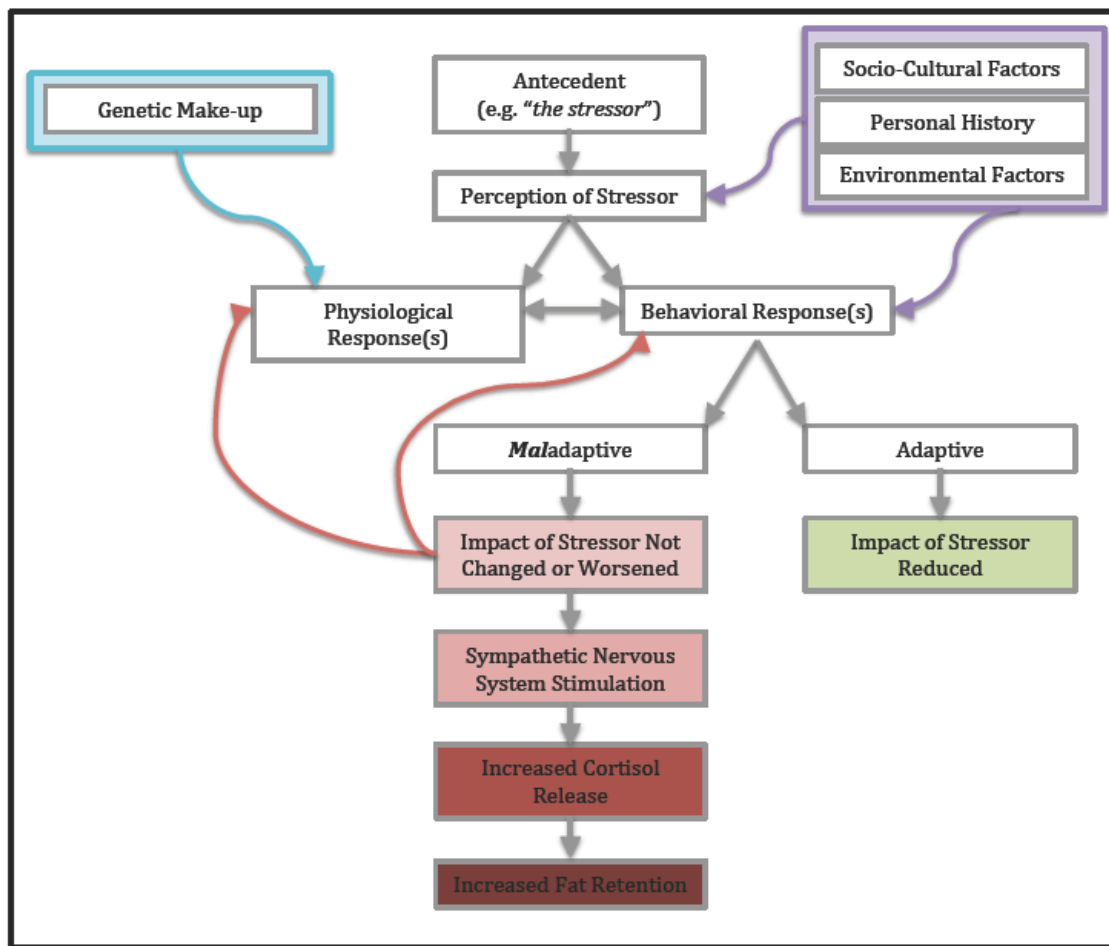 Genetic Make-up
Antecedent
(e.g. “the stressor”)
Socio-Cultural Factors
Personal History
Environmental Factors
Perception of Stressor
Physiological
Response(s)
Behavioral Response(s)
Maladaptive
Adaptive
Impact of Stressor Not
Changed or Worsened
Impact of Stressor
Reduced
Sympathetic Nervous
System Stimulation
Increased Cortisol
Release
Increased Fat Retention